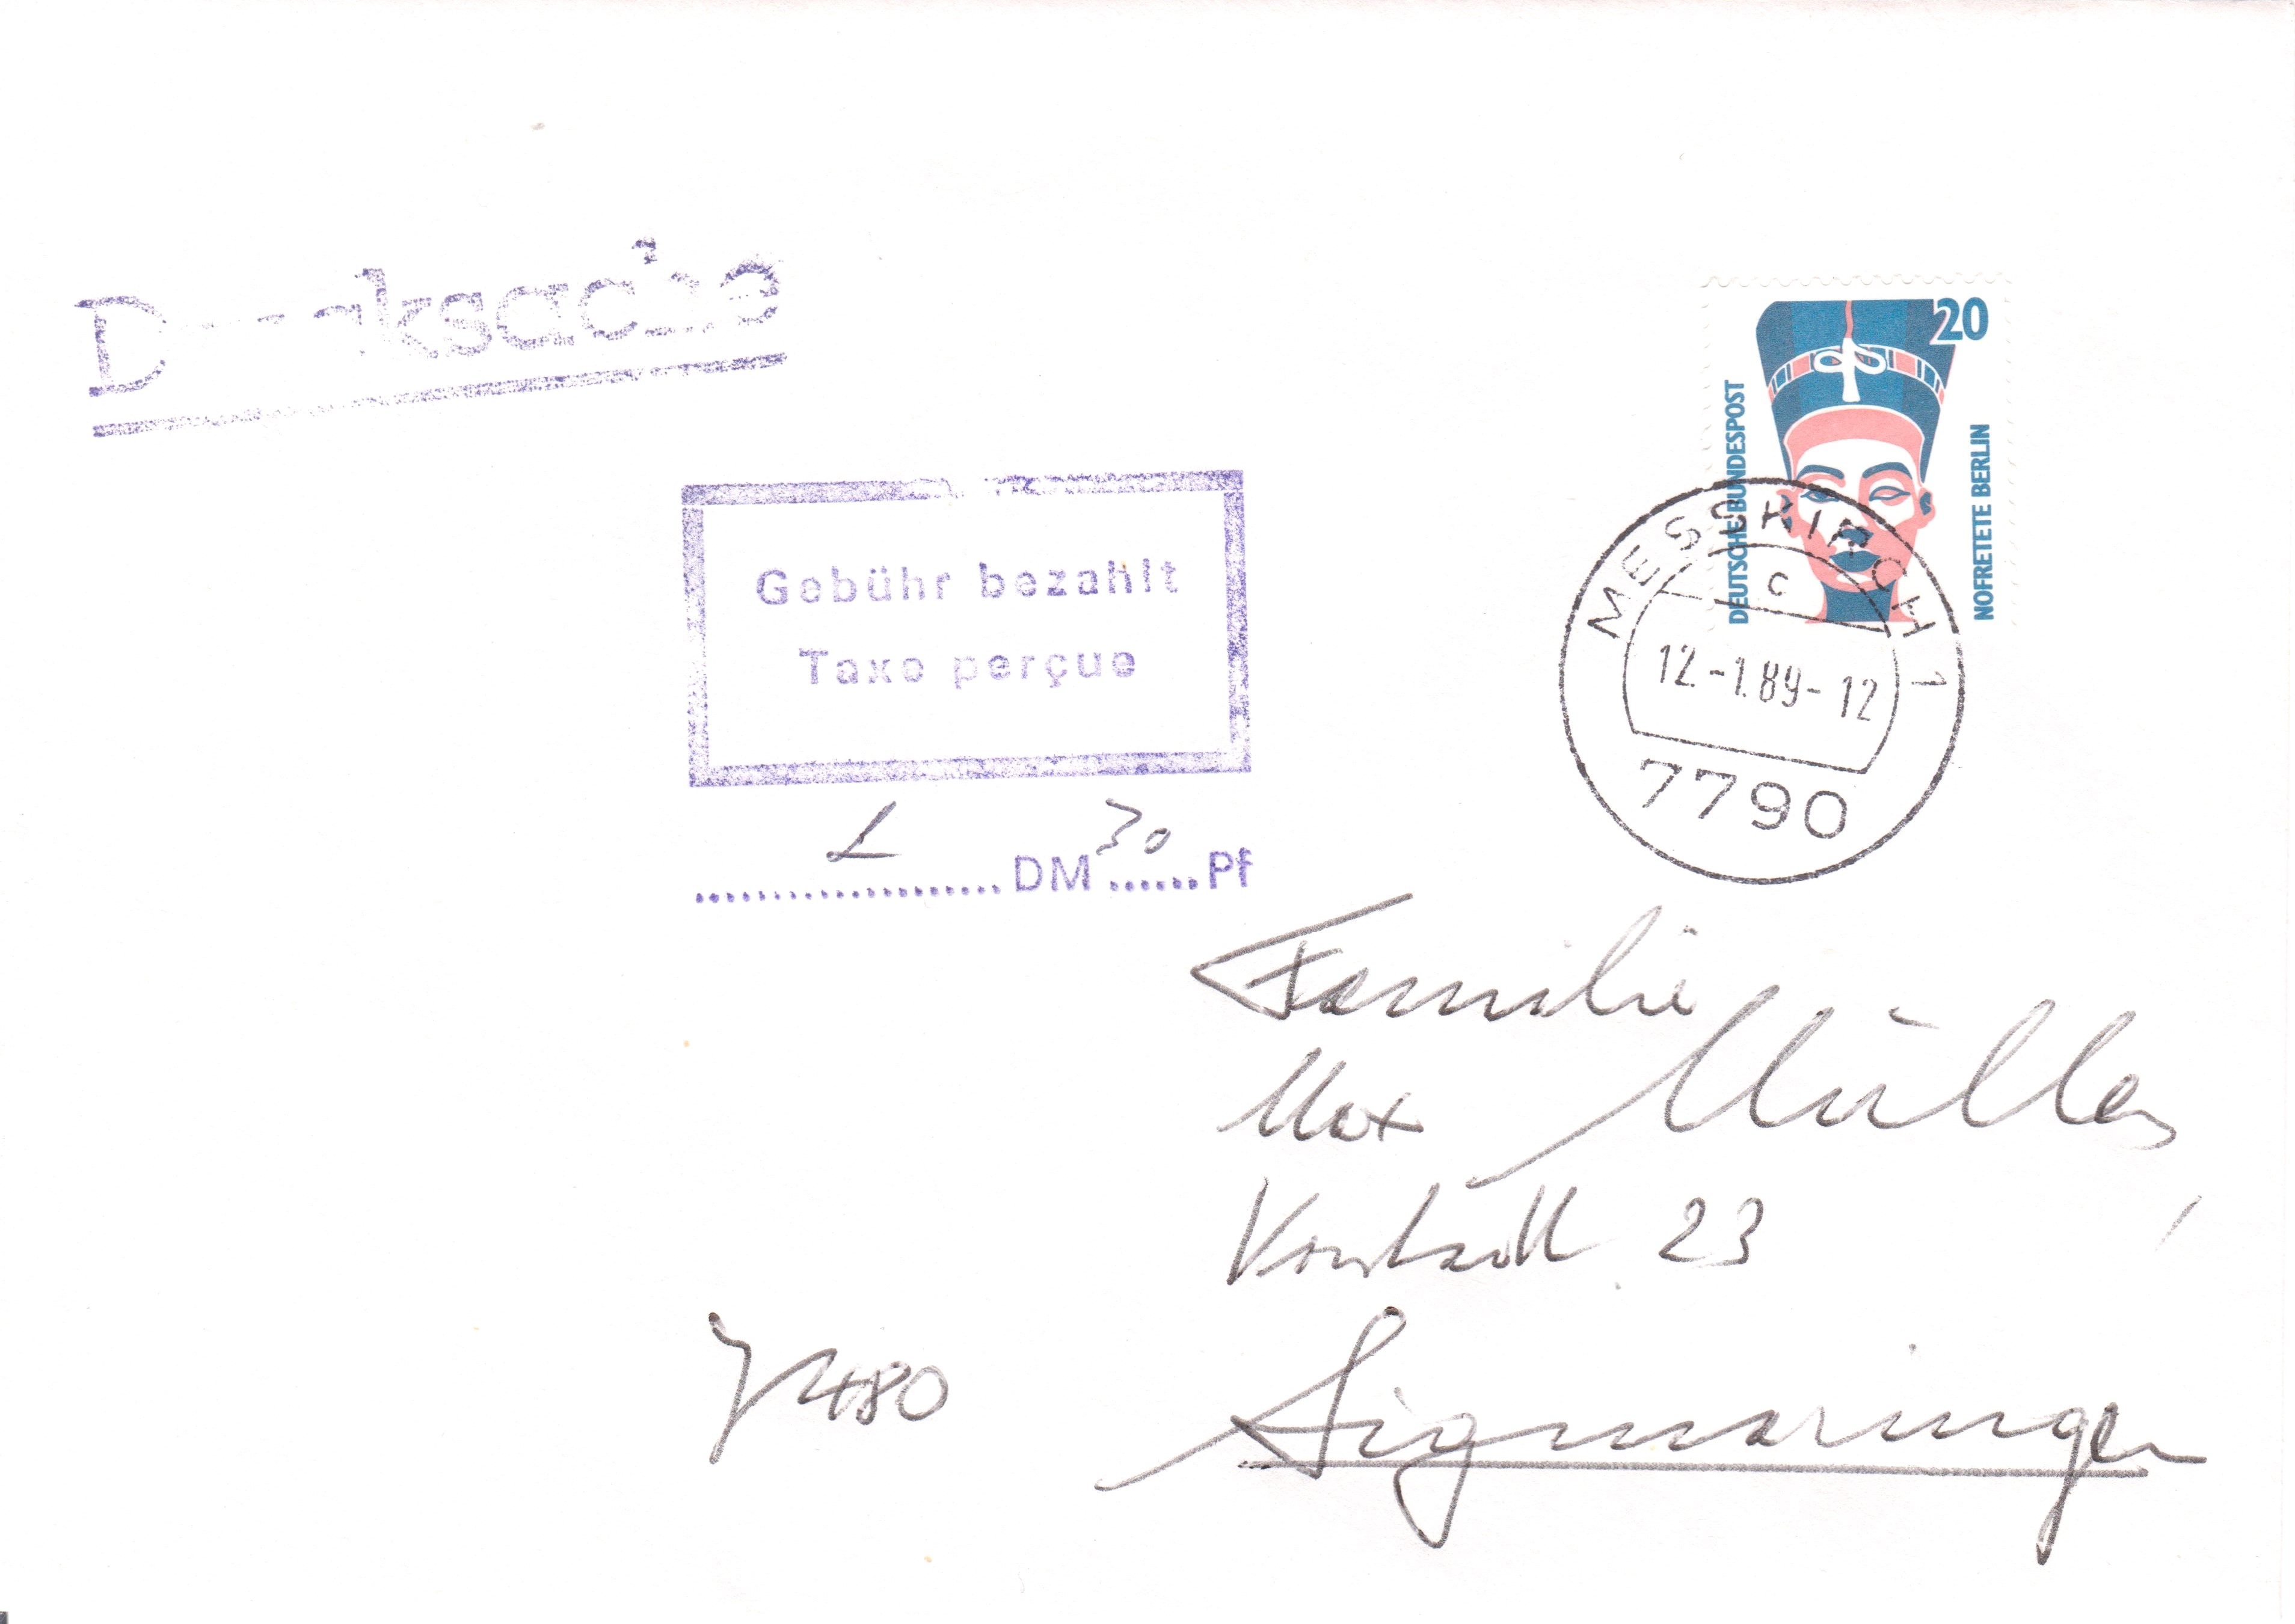 Drucksache
20
DEUTSCHE BUNDESPOST
NOFRETETE BERLIN
Gebühr bezahlt
Taxe perçue
DM 30 Pf
MESSKIRCH 1
c
12.-1.89-12
7790
Familie
Max Müller
Vorstadt 23
7480 Sigmaringen